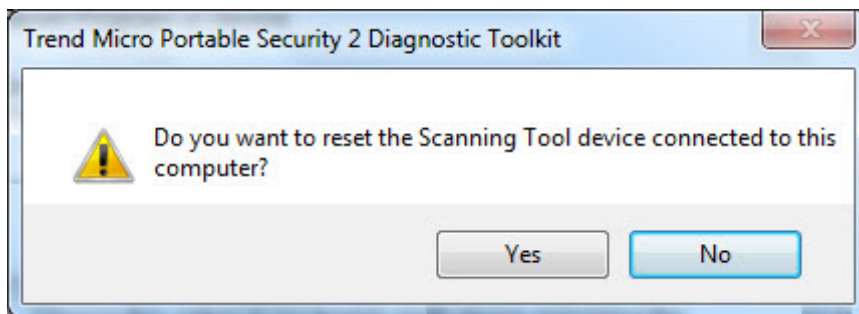 Trend Micro Portable Security 2 Diagnostic Toolkit
Do you want to reset the Scanning Tool device connected to this
computer?
Yes
No